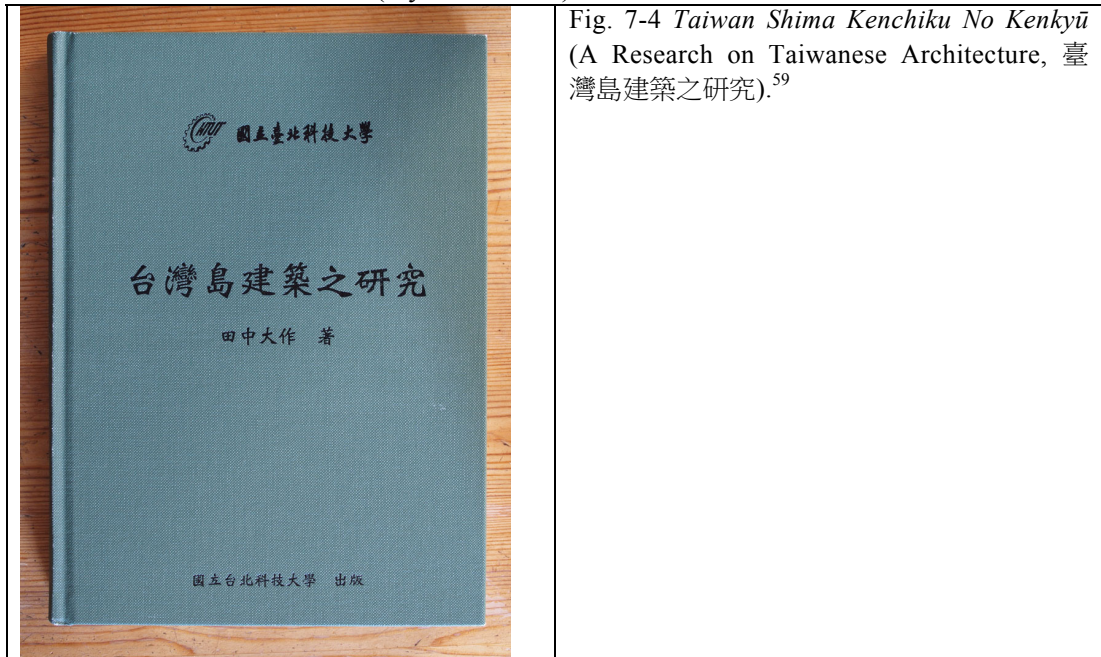 Fig. 7-4 Taiwan Shima Kenchiku No Kenkyū
(A Research on Taiwanese Architecture, 臺
灣島建築之研究).59
NTUT 國立臺北科技大學
台灣島建築之研究
田中大作 著
國立台北科技大學 出版